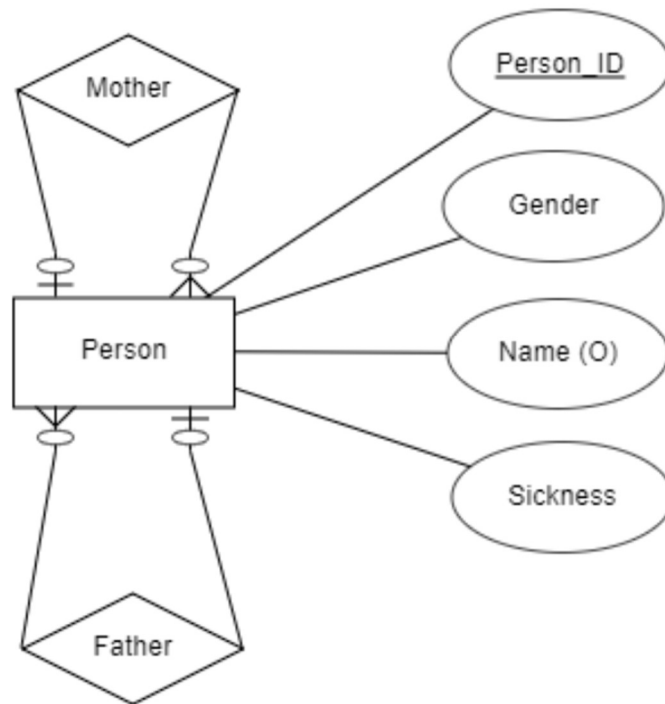 Mother
Person_ID
Gender
Person
Name (O)
Sickness
Father